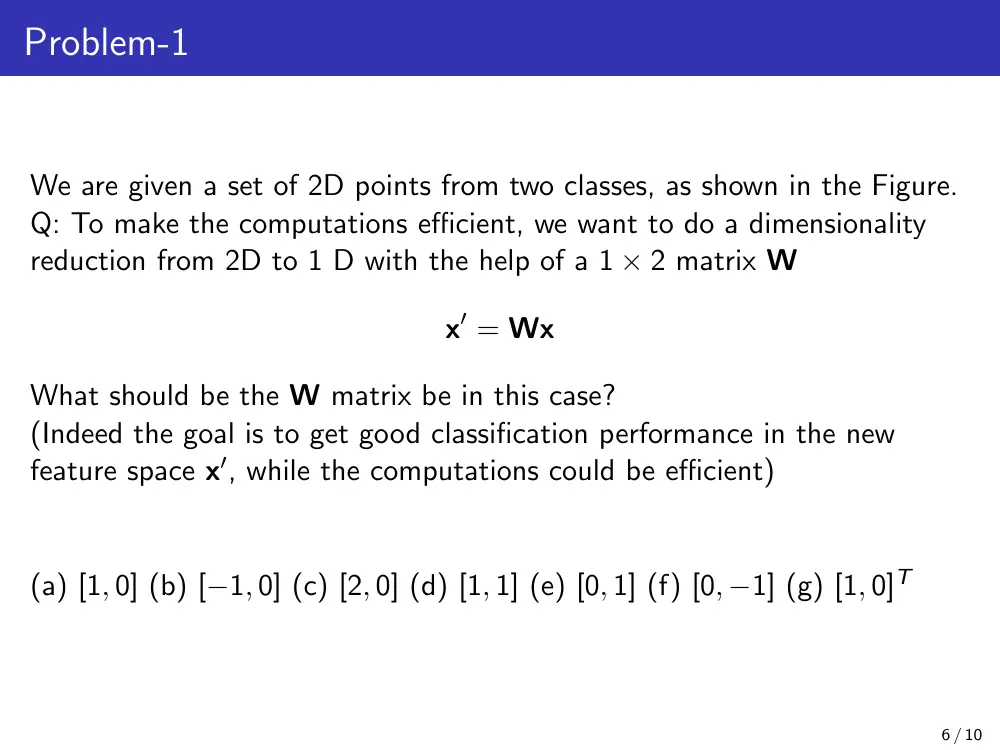 Problem-1
We are given a set of 2D points from two classes, as shown in the Figure.
Q: To make the computations efficient, we want to do a dimensionality
reduction from 2D to 1 D with the help of a 1 × 2 matrix W
x′ = Wx
What should be the W matrix be in this case?
(Indeed the goal is to get good classification performance in the new
feature space x′, while the computations could be efficient)
(a) [1, 0] (b) [−1, 0] (c) [2, 0] (d) [1, 1] (e) [0, 1] (f) [0, −1] (g) [1, 0]ᵀ
6 / 10